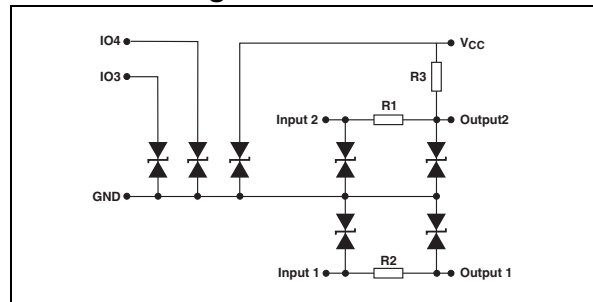 IO4
VCC
IO3
R3
R1
Input 2
Output2
GND
R2
Input 1
Output 1